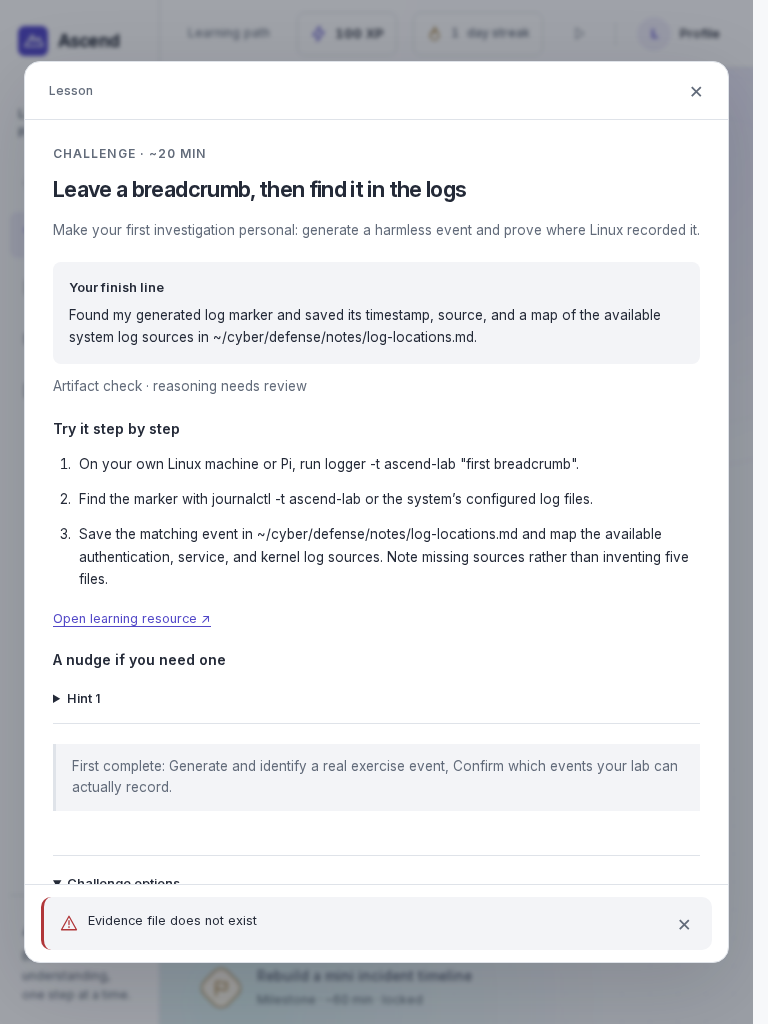 Ascend
Learning path
100 XP
1 day streak
L
Profile
Lesson
CHALLENGE · ~20 MIN
Leave a breadcrumb, then find it in the logs
Make your first investigation personal: generate a harmless event and prove where Linux recorded it.
Your finish line
Found my generated log marker and saved its timestamp, source, and a map of the available
system log sources in ~/cyber/defense/notes/log-locations.md.
Artifact check · reasoning needs review
Try it step by step
1. On your own Linux machine or Pi, run logger -t ascend-lab "first breadcrumb".
2. Find the marker with journalctl -t ascend-lab or the system’s configured log files.
3. Save the matching event in ~/cyber/defense/notes/log-locations.md and map the available
authentication, service, and kernel log sources. Note missing sources rather than inventing five
files.
Open learning resource ↗
A nudge if you need one
▶ Hint 1
First complete: Generate and identify a real exercise event, Confirm which events your lab can
actually record.
▼ Challenge options
Evidence file does not exist
understanding,
one step at a time.
Rebuild a mini incident timeline
Milestone · ~60 min · locked